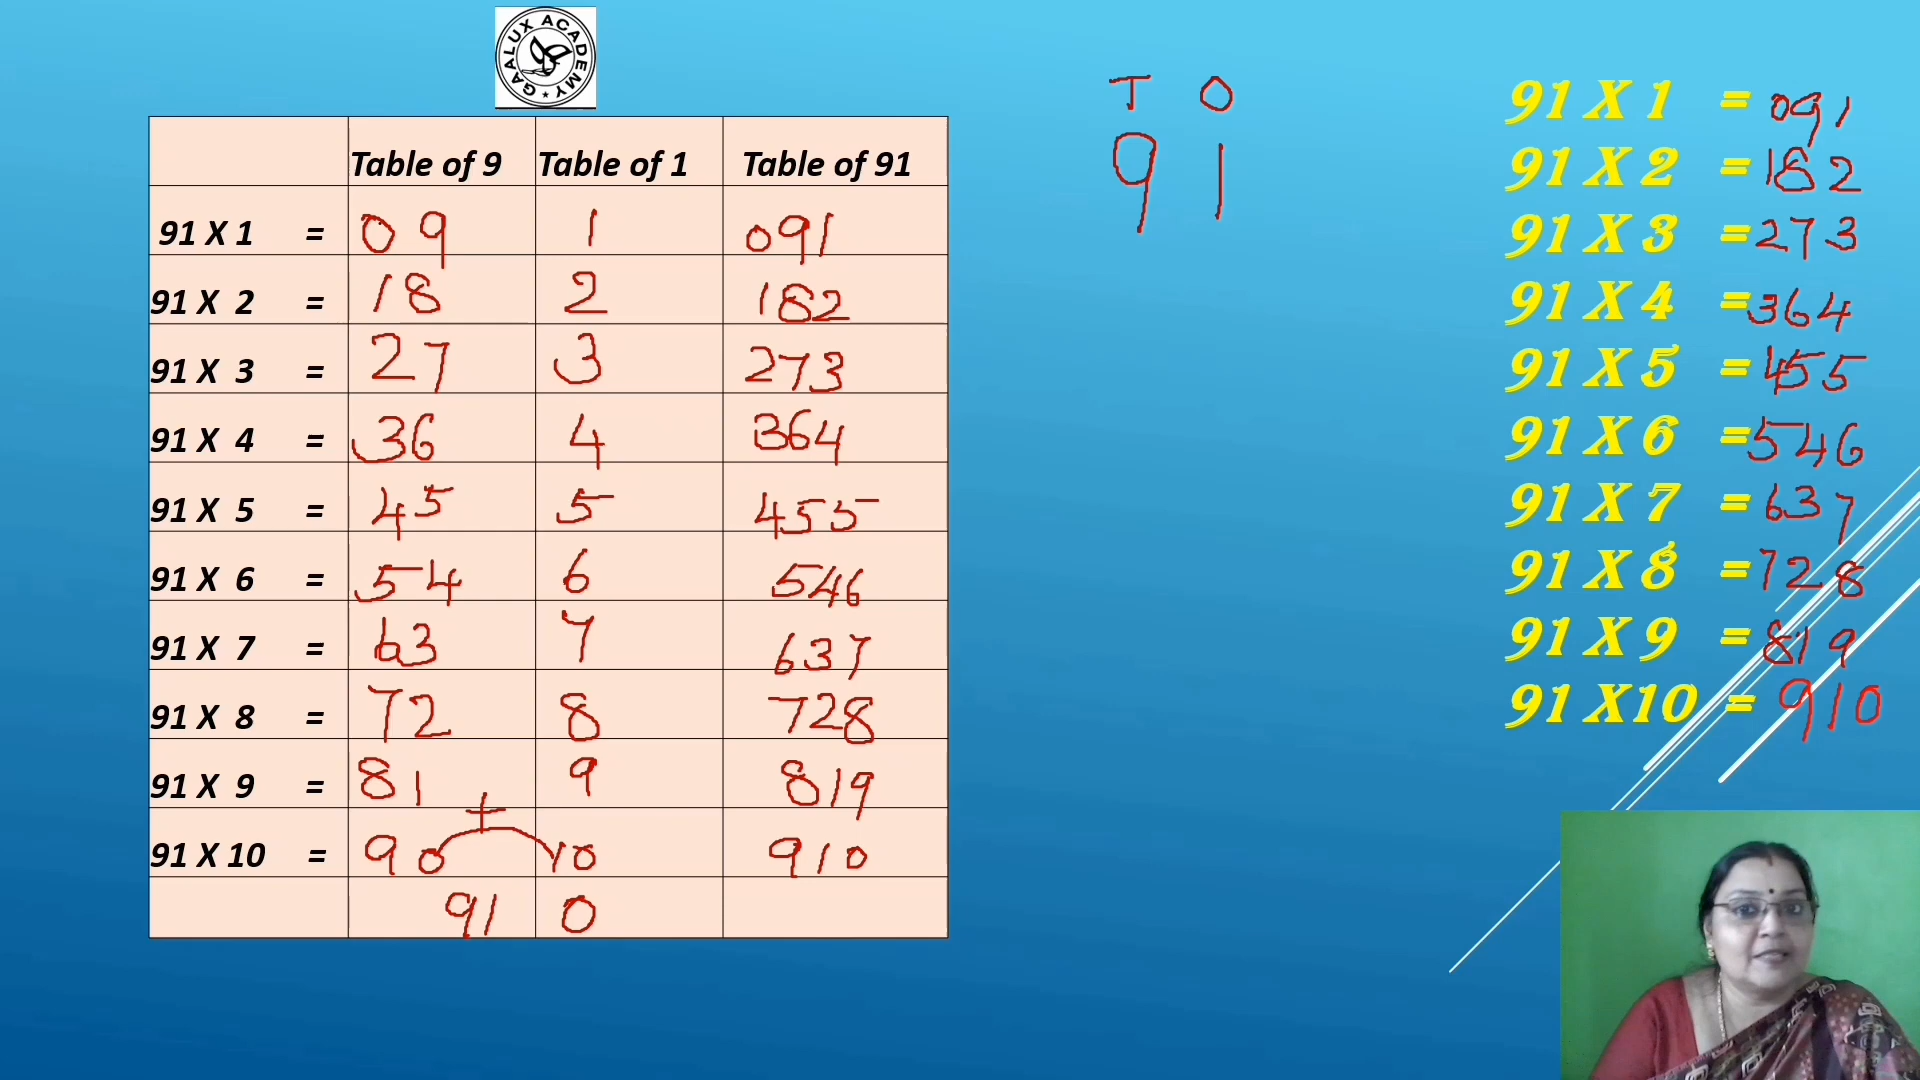 GAALUX ACADEMY
T O
9 1
Table of 9 Table of 1 Table of 91
91 X 1 = 09 1 091
91 X 2 = 18 2 182
91 X 3 = 27 3 273
91 X 4 = 36 4 364
91 X 5 = 45 5 455
91 X 6 = 54 6 546
91 X 7 = 63 7 637
91 X 8 = 72 8 728
91 X 9 = 81 9 819
+
91 X 10 = 90 10 910
91 0
91 X 1 = 091
91 X 2 = 182
91 X 3 = 273
91 X 4 = 364
91 X 5 = 455
91 X 6 = 546
91 X 7 = 637
91 X 8 = 728
91 X 9 = 819
91 X10 = 910